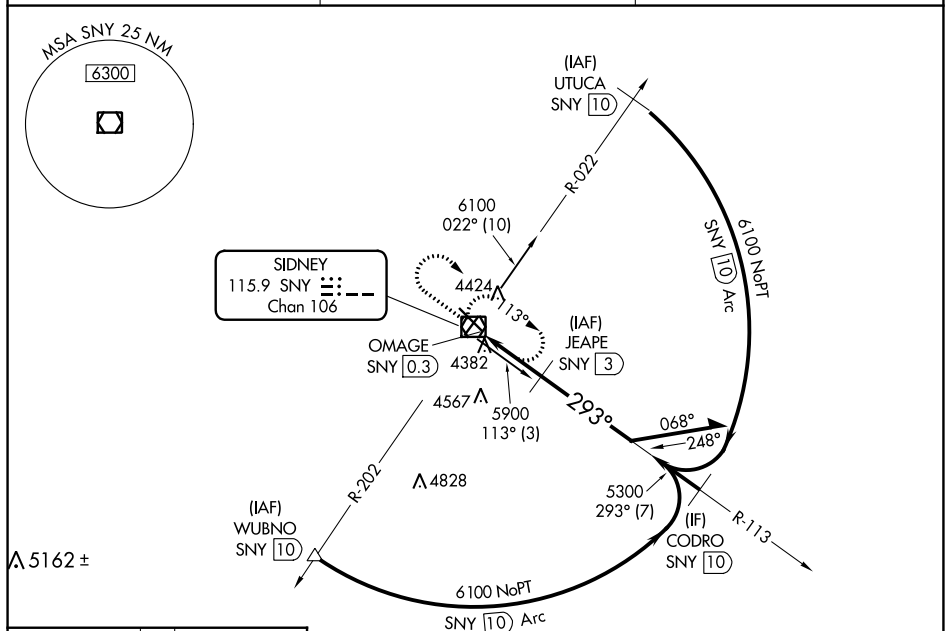 MSA SNY 25 NM
6300
(IAF)
UTUCA
SNY 10
R-022
6100
022° (10)
6100 NoPT
SNY 10 Arc
SIDNEY
115.9 SNY
Chan 106
4424
113°
(IAF)
JEAPE
SNY 3
OMAGE
SNY 0.3
4382
4567
5900
113° (3)
293°
068°
248°
R-202
4828
5300
293° (7)
(IF)
CODRO
SNY 10
R-113
(IAF)
WUBNO
SNY 10
5162 ±
6100 NoPT
SNY 10 Arc